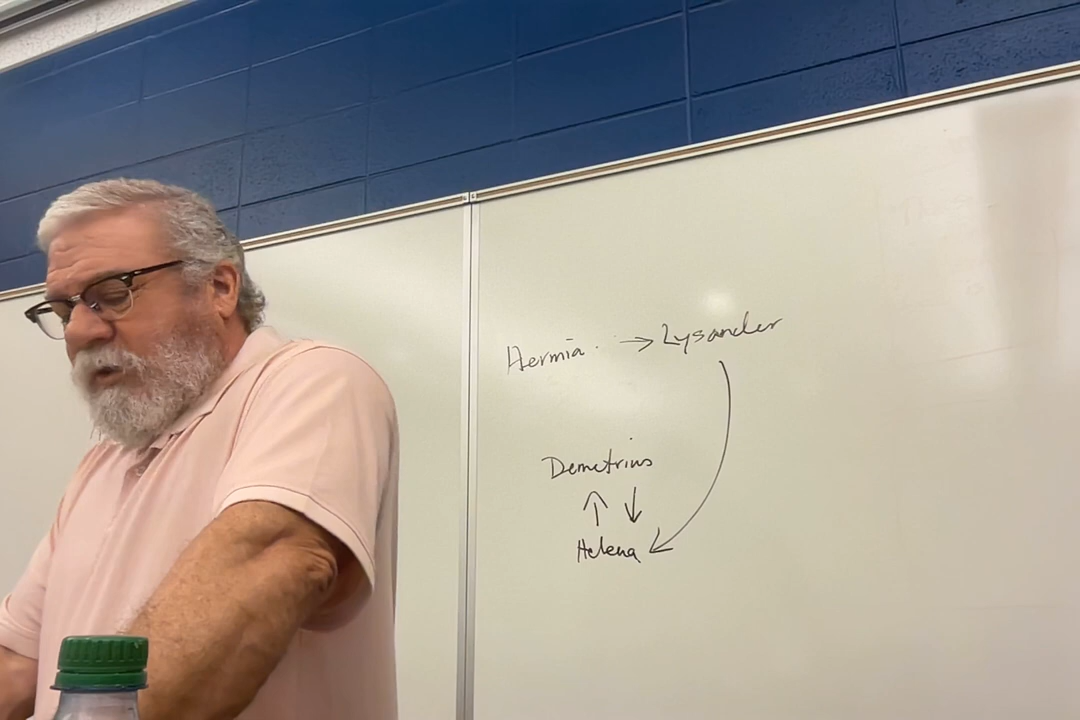 Hermia. → Lysander
Demetrius
↑ ↓
Helena